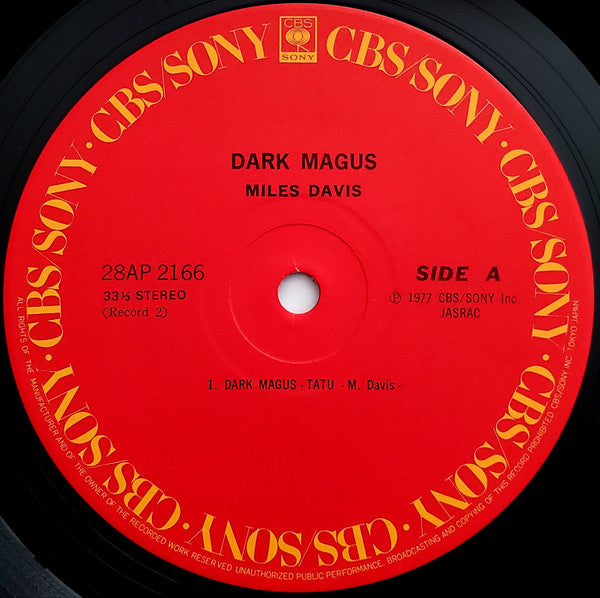 CBS
SONY
CBS/SONY · CBS/SONY · CBS/SONY · CBS/SONY · CBS/SONY · CBS/SONY · CBS/SONY · CBS/SONY ·
DARK MAGUS
MILES DAVIS
28AP 2166
33⅓ STEREO
(Record 2)
SIDE A
℗ 1977 CBS/SONY Inc.
JASRAC
1. DARK MAGUS - TATU - M. Davis -
ALL RIGHTS OF THE MANUFACTURER AND OF THE OWNER OF THE RECORDED WORK RESERVED UNAUTHORIZED PUBLIC PERFORMANCE, BROADCASTING AND COPYING OF THIS RECORD PROHIBITED CBS/SONY INC. TOKYO JAPAN